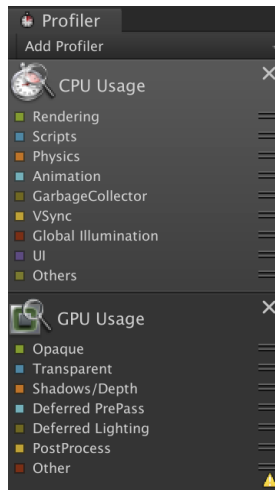 Profiler
Add Profiler
CPU Usage
Rendering
Scripts
Physics
Animation
GarbageCollector
VSync
Global Illumination
UI
Others
GPU Usage
Opaque
Transparent
Shadows/Depth
Deferred PrePass
Deferred Lighting
PostProcess
Other